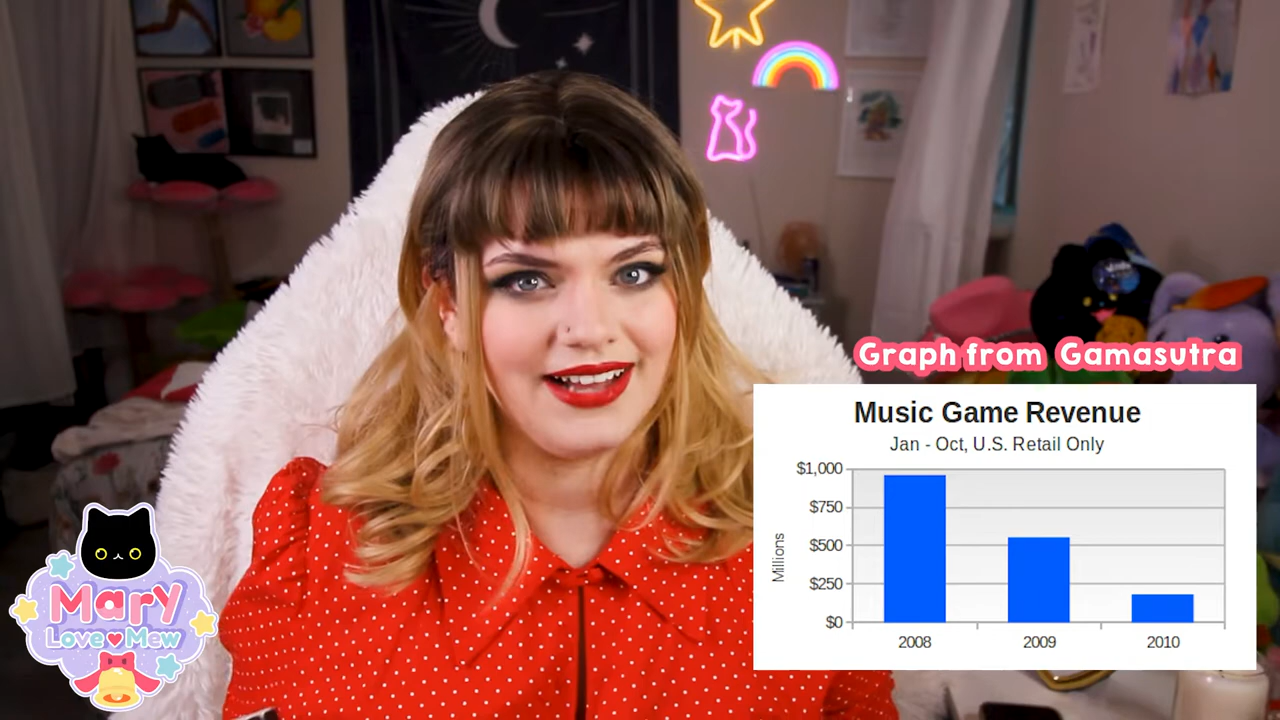 Graph from Gamasutra
Music Game Revenue
Jan - Oct, U.S. Retail Only
$1,000
$750
$500
$250
$0
Millions
2008
2009
2010
Mary
Love Mew